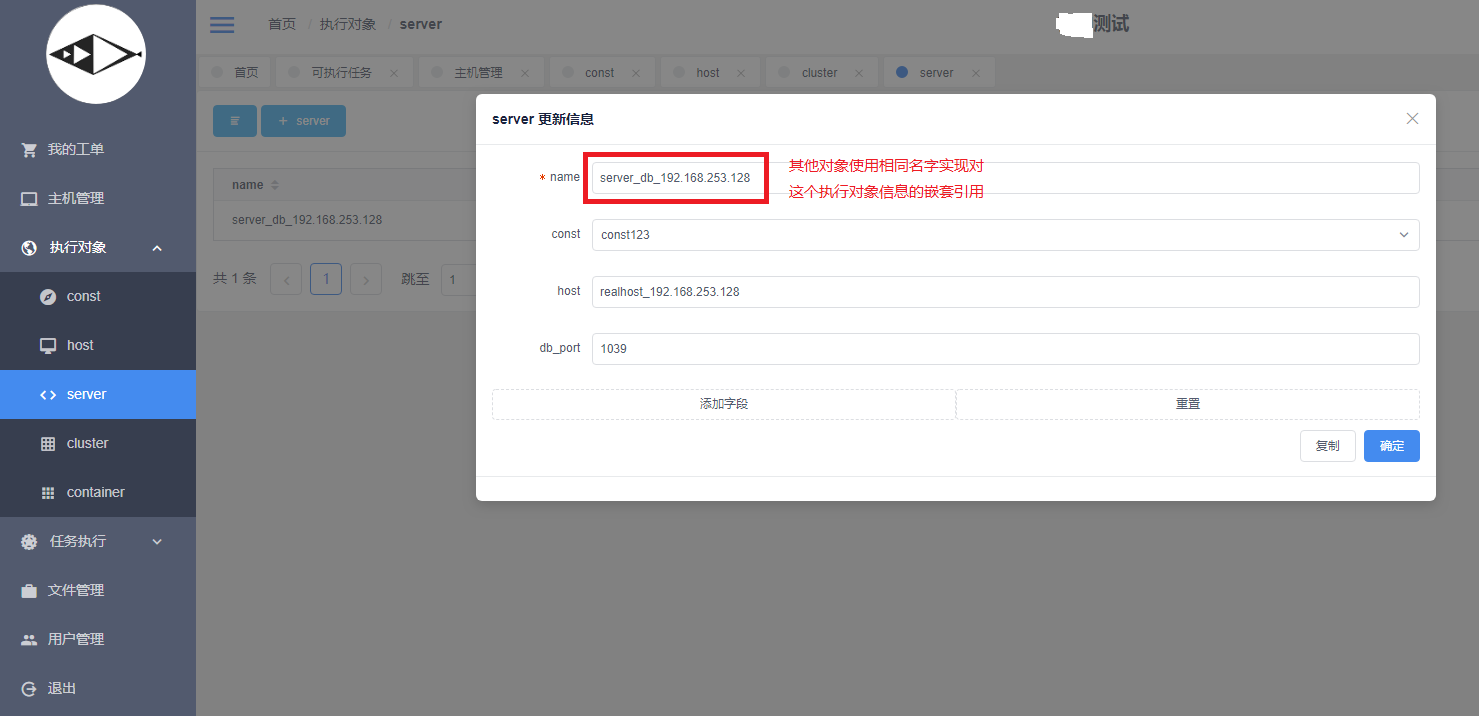 首页 / 执行对象 / server
测试
首页
可执行任务
主机管理
const
host
cluster
server
我的工单
主机管理
执行对象
const
host
server
cluster
container
任务执行
文件管理
用户管理
退出
+ server
name
server_db_192.168.253.128
共 1 条
1
跳至
1
server 更新信息
* name
server_db_192.168.253.128
其他对象使用相同名字实现对
这个执行对象信息的嵌套引用
const
const123
host
realhost_192.168.253.128
db_port
1039
添加字段
重置
复制
确定